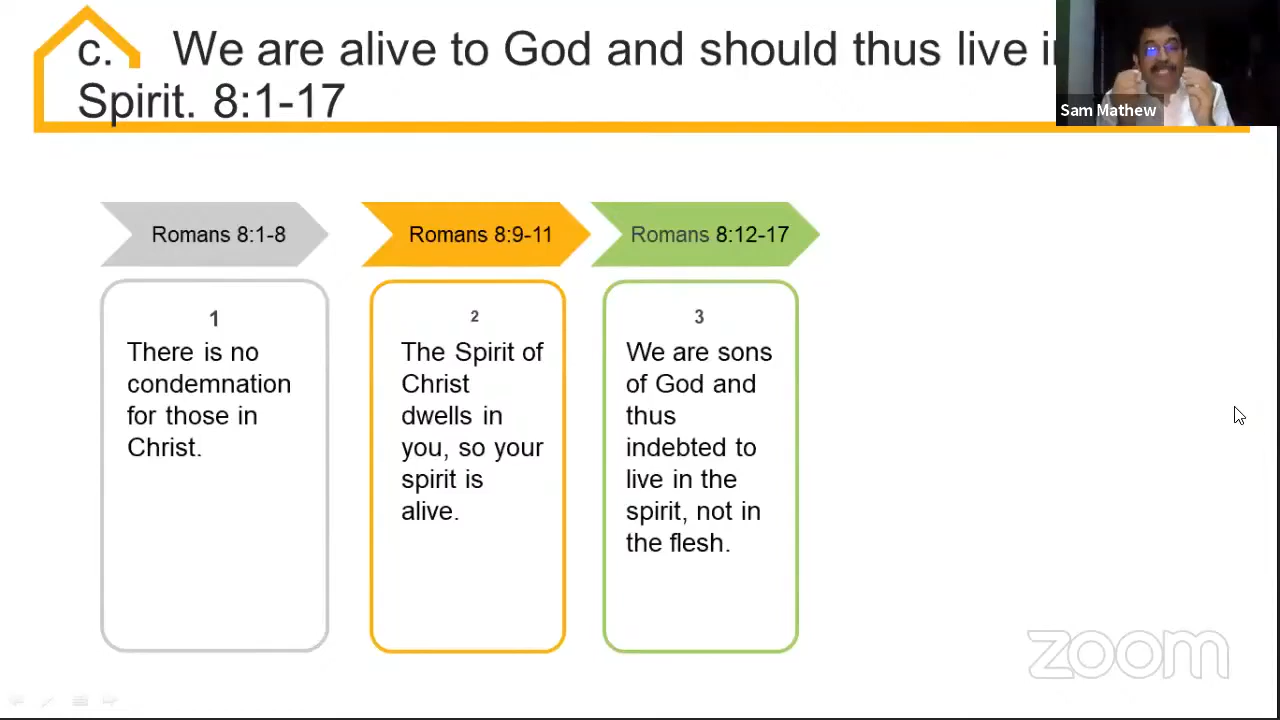 c. We are alive to God and should thus live
Spirit. 8:1-17
Sam Mathew
Romans 8:1-8
Romans 8:9-11
Romans 8:12-17
1
There is no
condemnation
for those in
Christ.
2
The Spirit of
Christ
dwells in
you, so your
spirit is
alive.
3
We are sons
of God and
thus
indebted to
live in the
spirit, not in
the flesh.
zoom